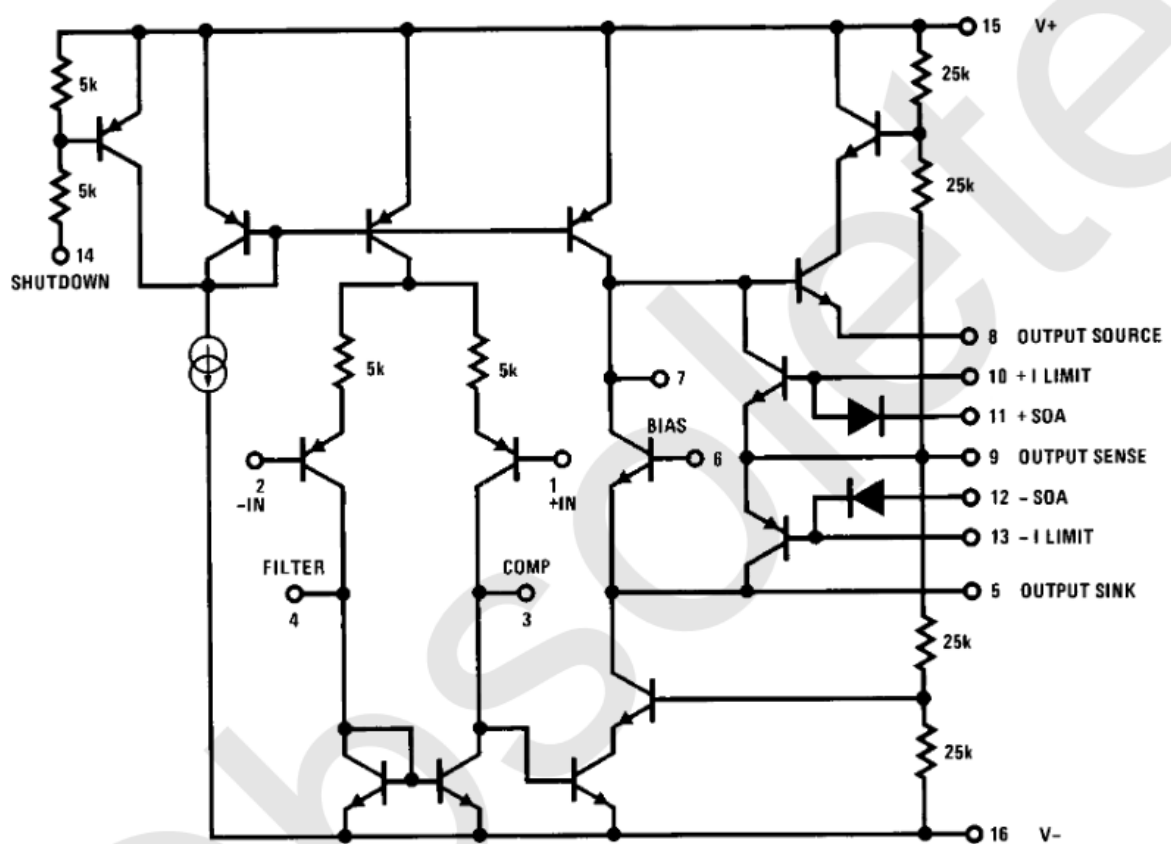 15 V+
5k
25k
5k
25k
14
SHUTDOWN
8 OUTPUT SOURCE
5k
5k
7
10 + I LIMIT
11 + SOA
BIAS
6
9 OUTPUT SENSE
2
-IN
1
+IN
12 - SOA
13 - I LIMIT
FILTER
4
COMP
3
5 OUTPUT SINK
25k
25k
16 V-
obsolete